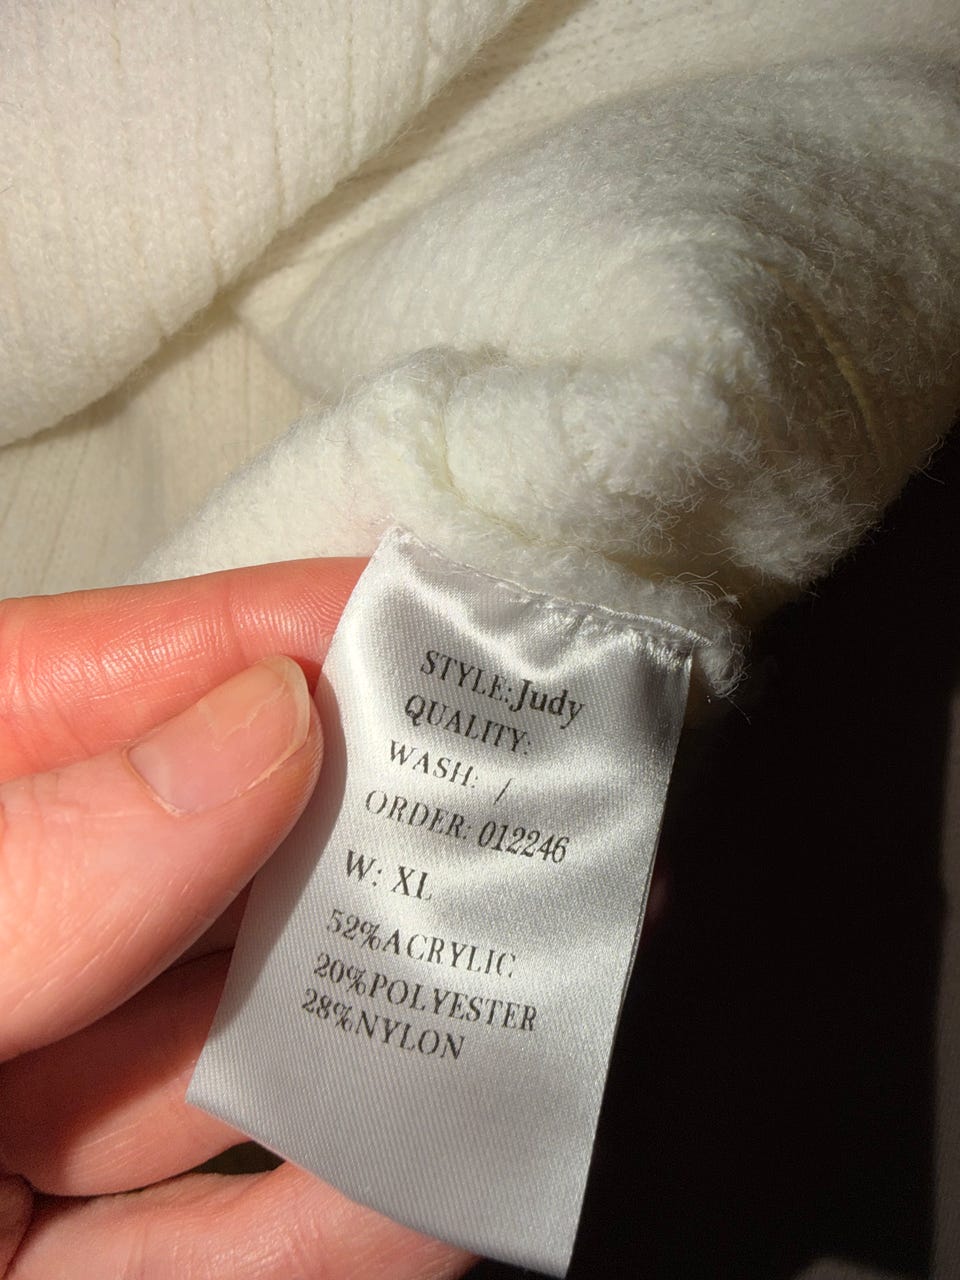 STYLE:Judy
QUALITY:
WASH: /
ORDER: 012246
W: XL
52%ACRYLIC
20%POLYESTER
28%NYLON